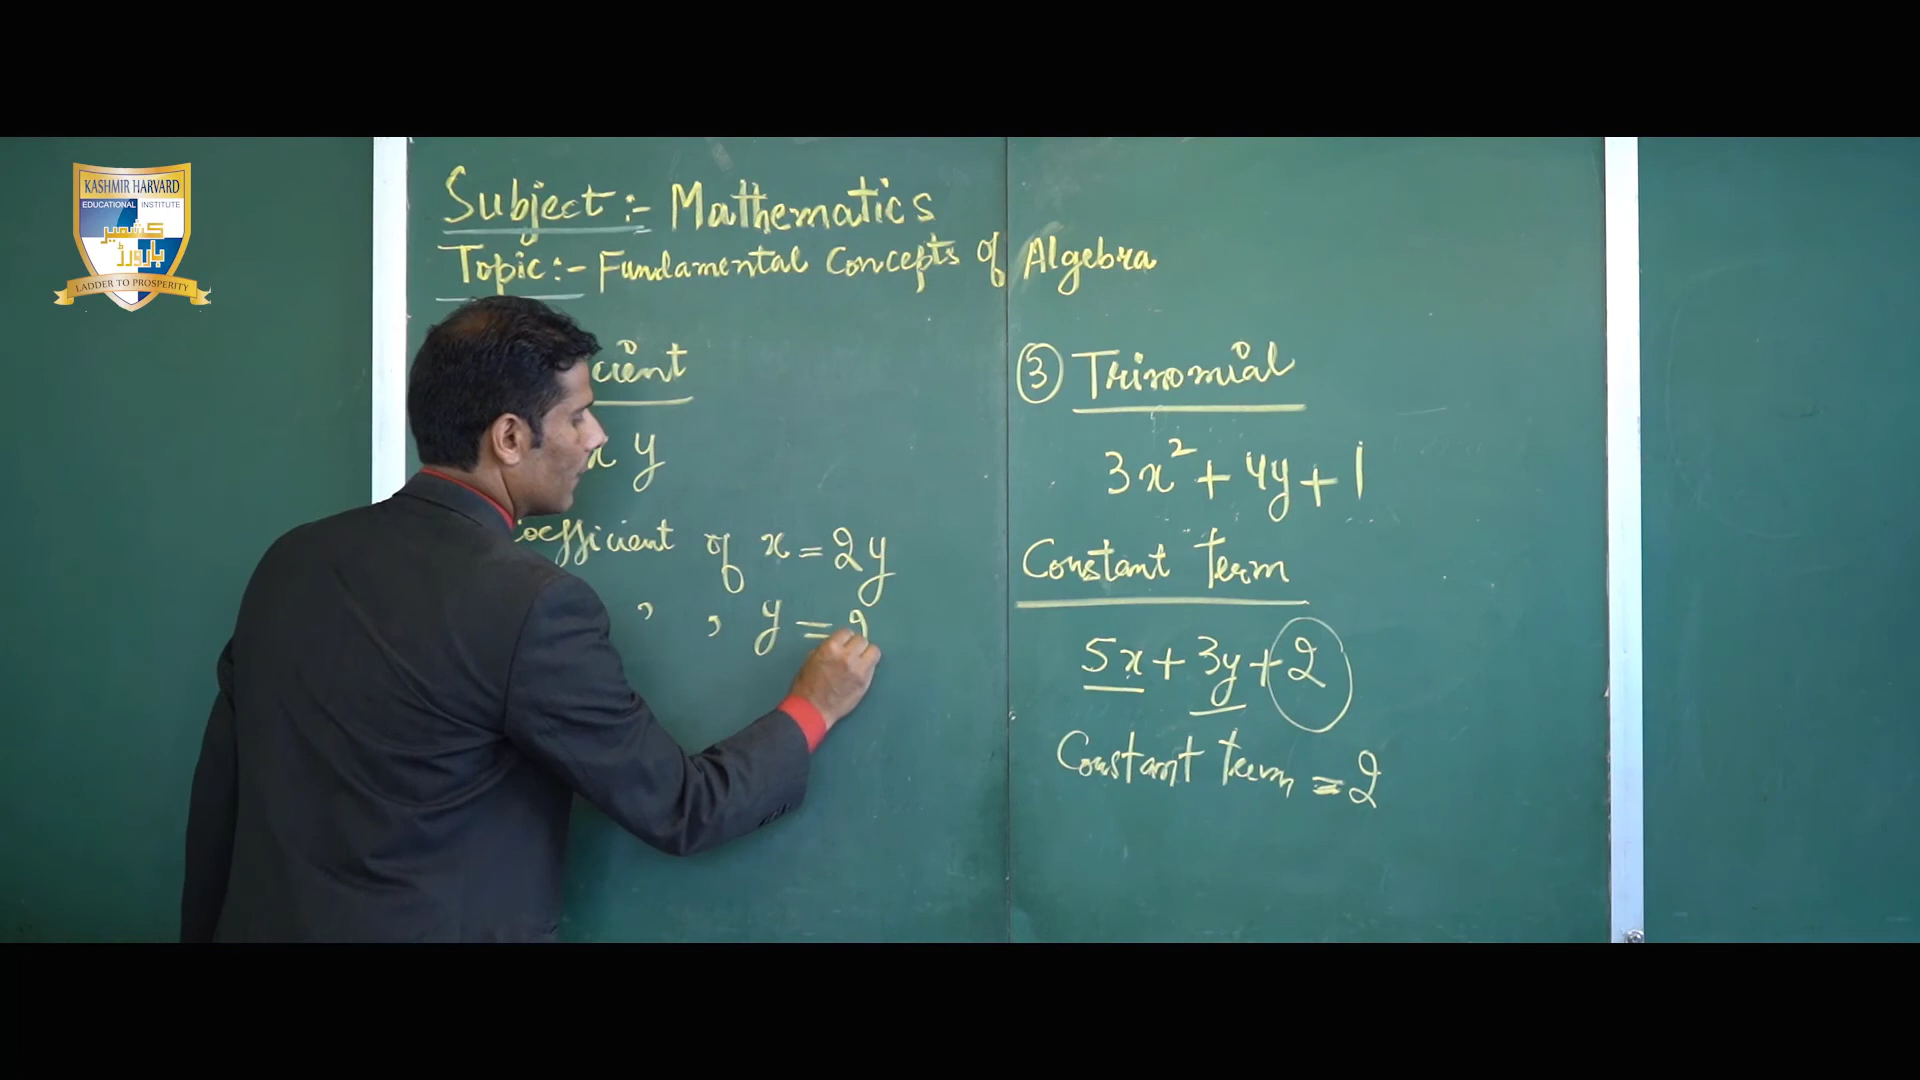 KASHMIR HARVARD
EDUCATIONAL INSTITUTE
کشمیر
ہارورڈ
LADDER TO PROSPERITY
Subject :- Mathematics
Topic :- Fundamental Concepts of Algebra
cient
x y
oefficient of x = 2y
" " y = 2
③ Trinomial
3x² + 4y + 1
Constant Term
5x + 3y + 2
Constant term = 2